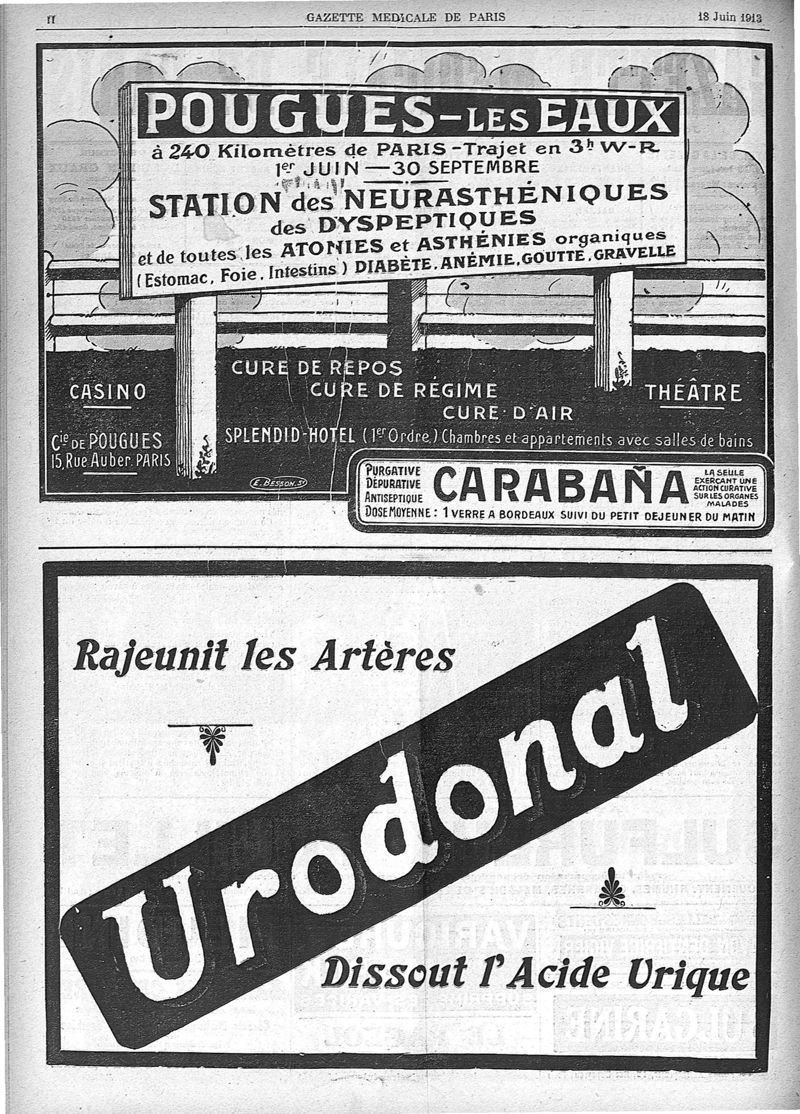 II
GAZETTE MEDICALE DE PARIS
18 Juin 1913
POUGUES-LES EAUX
à 240 Kilomètres de PARIS-Trajet en 3h W-R
1er JUIN — 30 SEPTEMBRE
STATION des NEURASTHÉNIQUES
des DYSPEPTIQUES
et de toutes les ATONIES et ASTHÉNIES organiques
(Estomac, Foie, Intestins) DIABÈTE, ANÉMIE, GOUTTE, GRAVELLE
CURE DE REPOS
CURE DE RÉGIME
CURE D'AIR
CASINO
THÉÂTRE
Cie DE POUGUES
15, Rue Auber. PARIS
SPLENDID-HOTEL (1er Ordre) Chambres et appartements avec salles de bains
E. BESSON. Sr
PURGATIVE
DÉPURATIVE
ANTISEPTIQUE
CARABAÑA
LA SEULE
EXERÇANT UNE
ACTION CURATIVE
SUR LES ORGANES
MALADES
DOSE MOYENNE : 1 VERRE A BORDEAUX SUIVI DU PETIT DEJEUNER DU MATIN
Rajeunit les Artères
Urodonal
Dissout l'Acide Urique